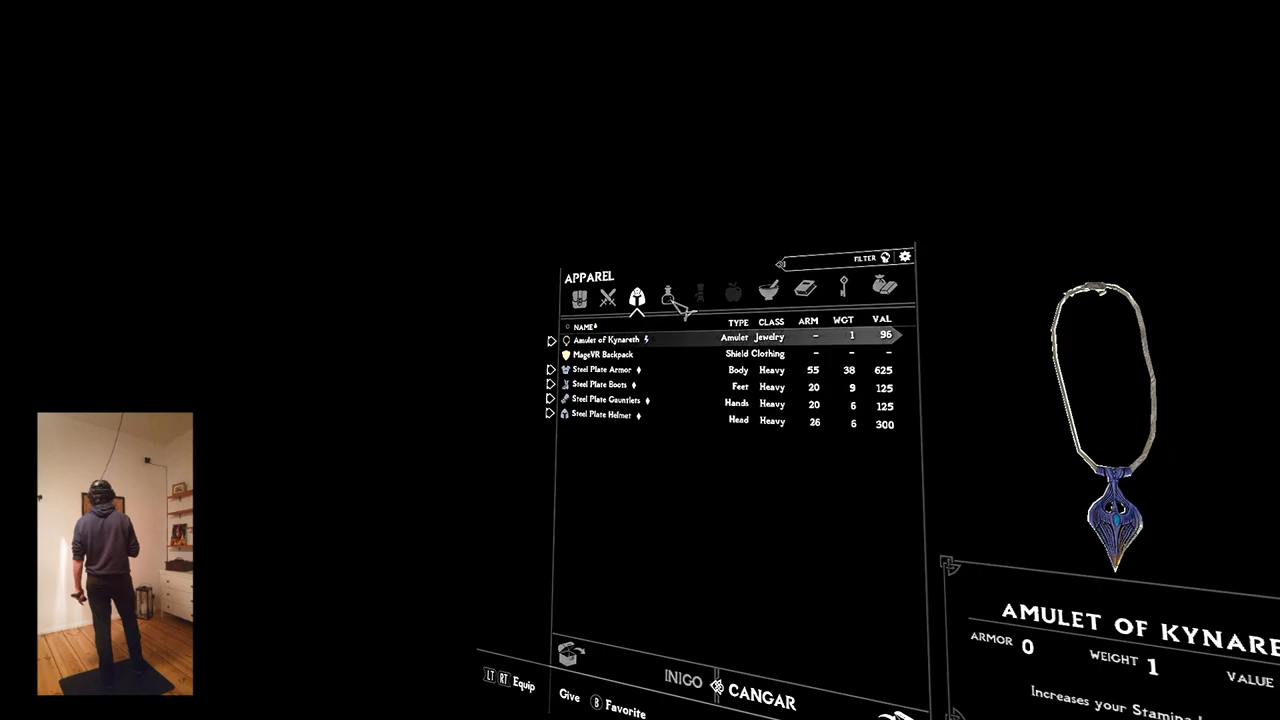 APPAREL
FILTER
NAME TYPE CLASS ARM WGT VAL
Amulet of Kynareth Amulet Jewelry - 1 96
MageVR Backpack Shield Clothing - - -
Steel Plate Armor Body Heavy 55 38 625
Steel Plate Boots Feet Heavy 20 9 125
Steel Plate Gauntlets Hands Heavy 20 6 125
Steel Plate Helmet Head Heavy 26 6 300
AMULET OF KYNARE
ARMOR 0 WEIGHT 1 VALUE
Increases your Stamina
INIGO CANGAR
LT RT Equip Give B Favorite